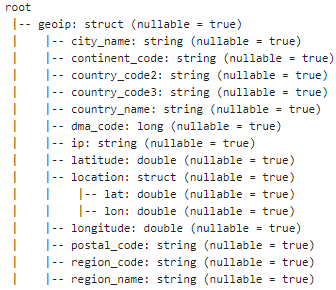 root
 |-- geoip: struct (nullable = true)
 |    |-- city_name: string (nullable = true)
 |    |-- continent_code: string (nullable = true)
 |    |-- country_code2: string (nullable = true)
 |    |-- country_code3: string (nullable = true)
 |    |-- country_name: string (nullable = true)
 |    |-- dma_code: long (nullable = true)
 |    |-- ip: string (nullable = true)
 |    |-- latitude: double (nullable = true)
 |    |-- location: struct (nullable = true)
 |    |    |-- lat: double (nullable = true)
 |    |    |-- lon: double (nullable = true)
 |    |-- longitude: double (nullable = true)
 |    |-- postal_code: string (nullable = true)
 |    |-- region_code: string (nullable = true)
 |    |-- region_name: string (nullable = true)